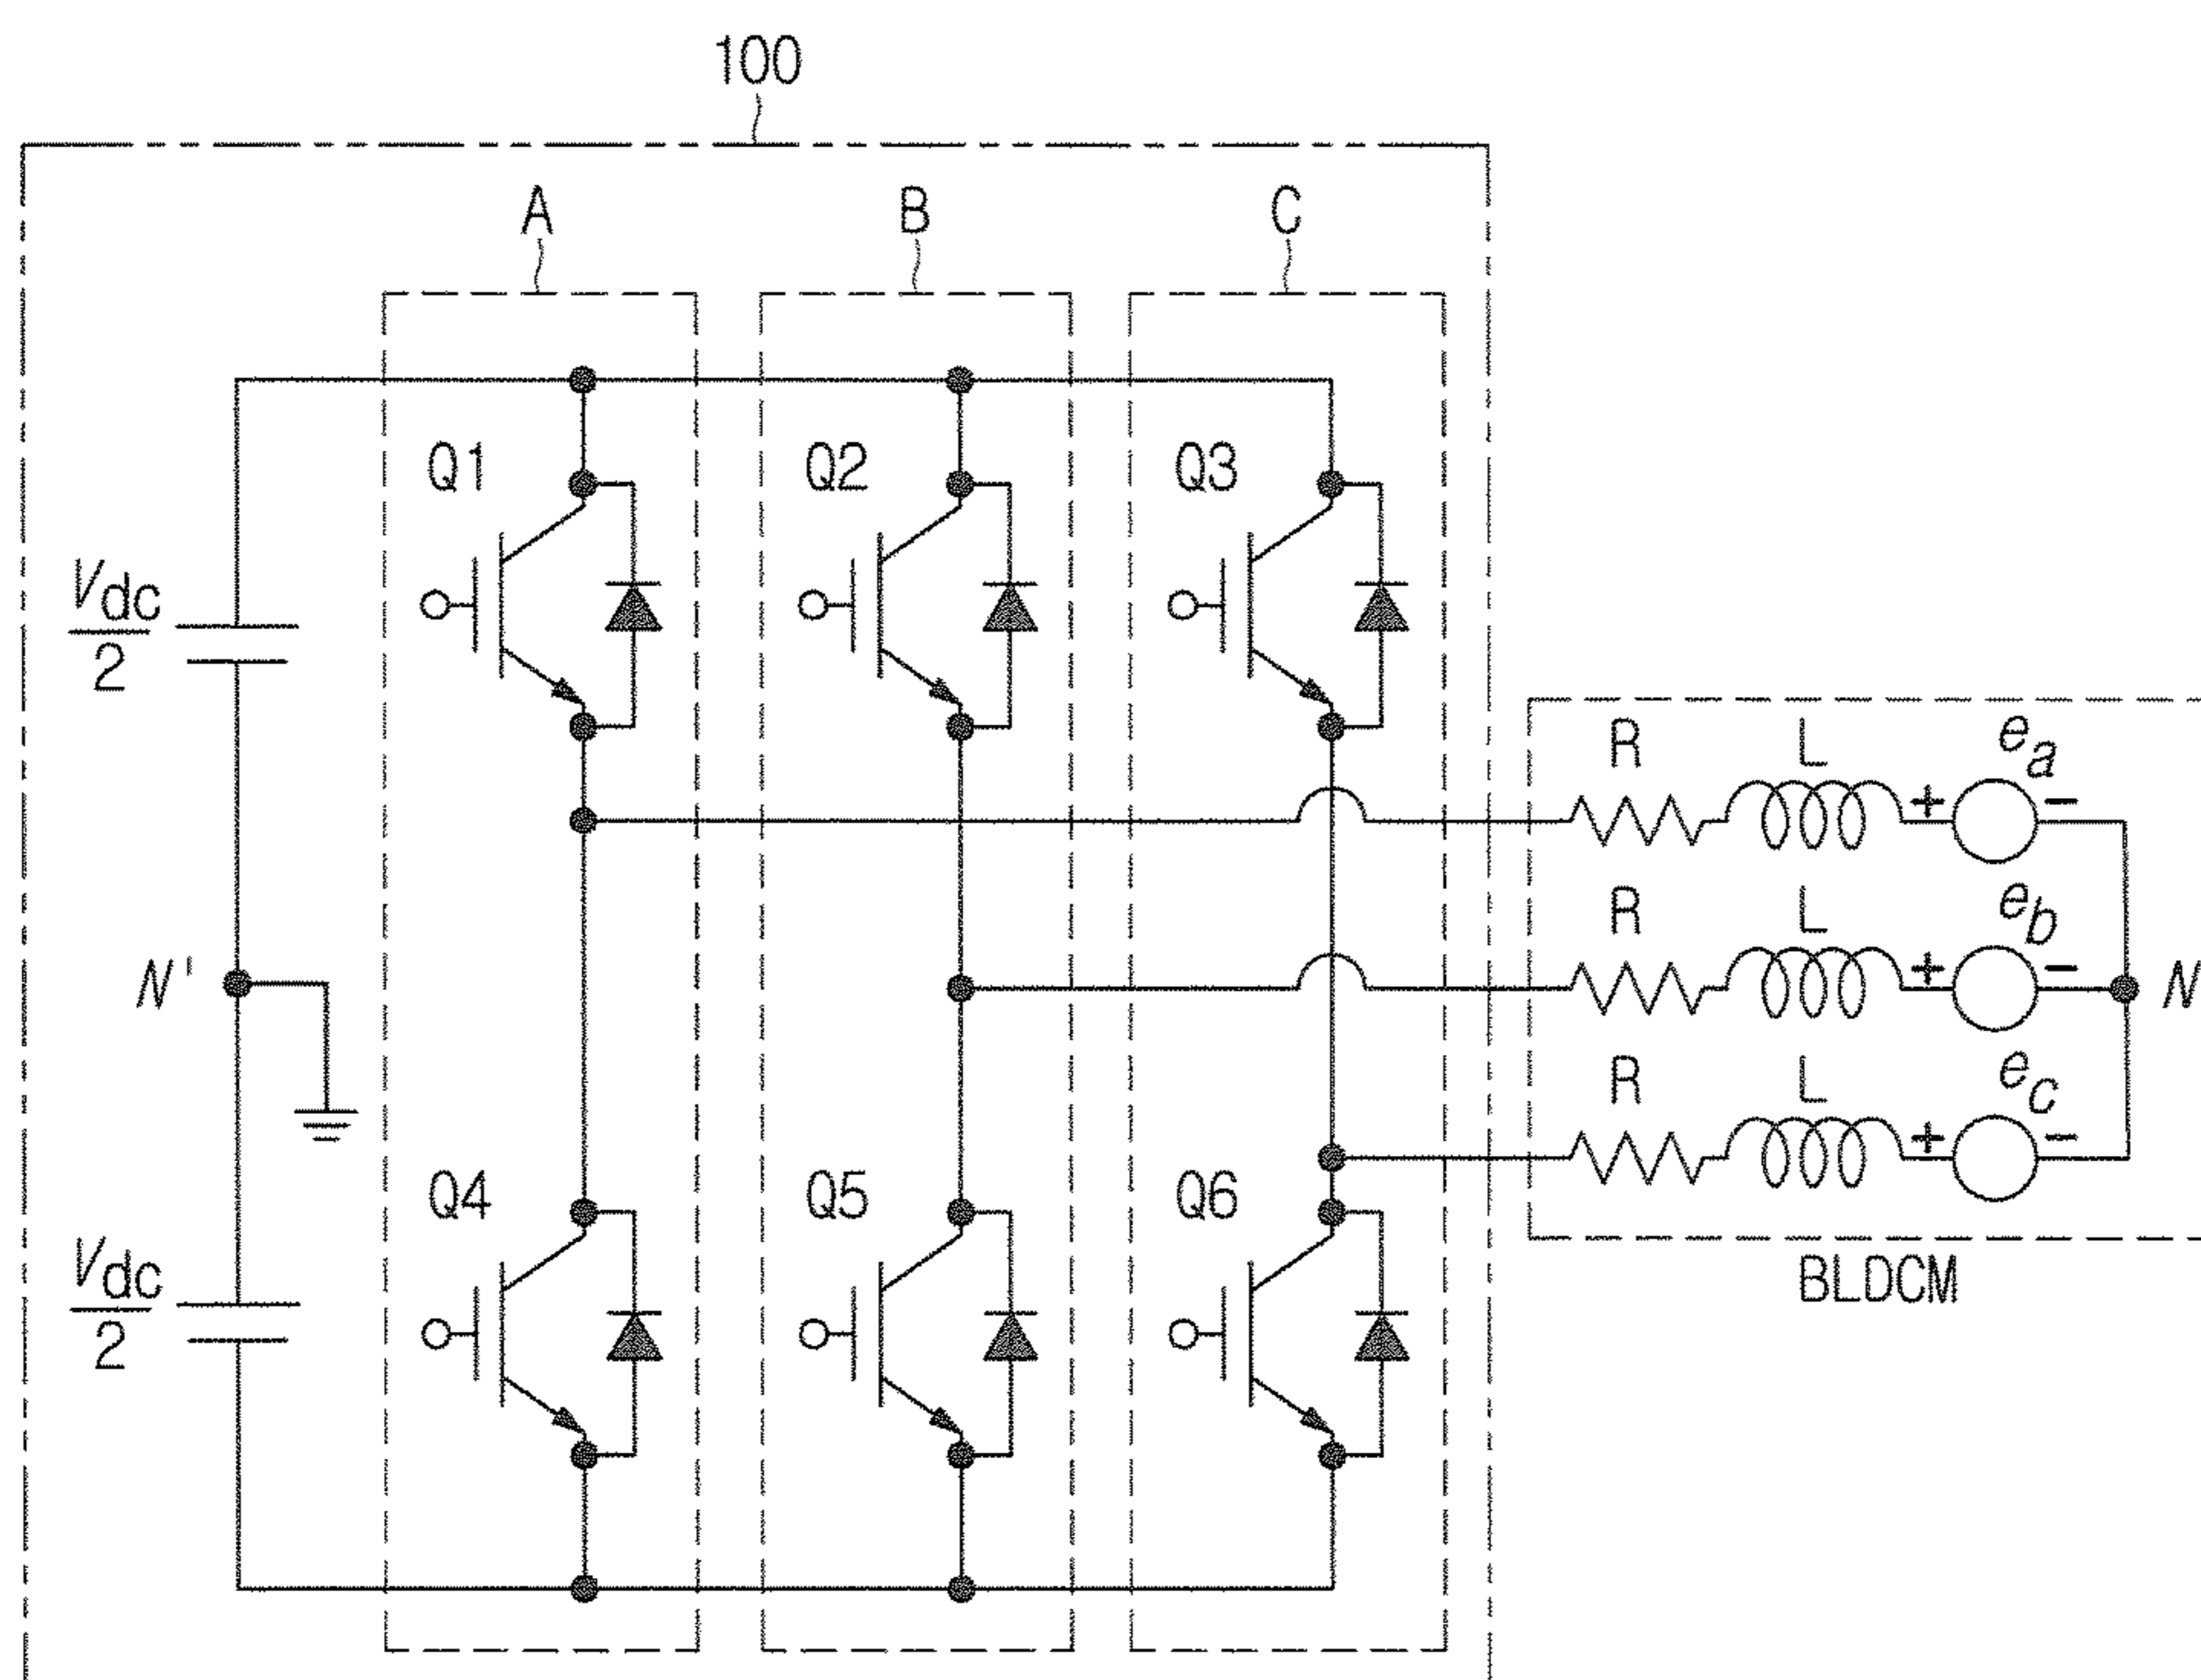 100
A B C
Q1 Q2 Q3
Vdc
2
R L + ea -
R L + eb -
N' N
R L + ec -
Q4 Q5 Q6
Vdc
2
BLDCM